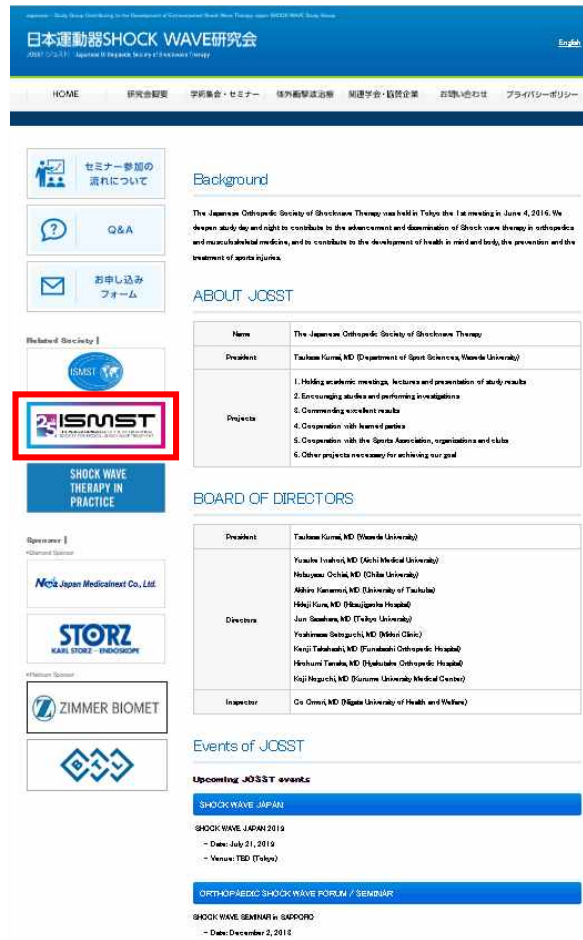 日本運動器SHOCK WAVE研究会
English
HOME
研究会概要
学術集会・セミナー
体外衝撃波治療
関連学会・協賛企業
お問い合わせ
プライバシーポリシー
セミナー参加の
流れについて
Q&A
お申し込み
フォーム
Related Society
ISMST
25 ISMST
SHOCK WAVE
THERAPY IN
PRACTICE
Sponsor
Japan Medicalnext Co., Ltd.
STORZ
KARL STORZ - ENDOSKOPE
ZIMMER BIOMET
Background
The Japanese Orthopedic Society of Shockwave Therapy was held in Tokyo the 1st meeting in June 4, 2016. We
deepen study day and night to contribute to the advancement and dissemination of Shock wave therapy in orthopedics
and musculoskeletal medicine, and to contribute to the development of health in mind and body, the prevention and the
treatment of sports injuries.
ABOUT JOSST
Name
The Japanese Orthopedic Society of Shockwave Therapy
President
Tsukasa Kumai, MD (Department of Sport Sciences, Waseda University)
Projects
1. Holding academic meetings, lectures and presentation of study results
2. Encouraging studies and performing investigations
3. Commending excellent results
4. Cooperation with learned parties
5. Cooperation with the Sports Association, organizations and clubs
6. Other projects necessary for achieving our goal
BOARD OF DIRECTORS
President
Tsukasa Kumai, MD (Waseda University)
Directors
Yusuke Iwahori, MD (Aichi Medical University)
Nobuyasu Ochiai, MD (Chiba University)
Akihiro Kanamori, MD (University of Tsukuba)
Hideji Kura, MD (Hitsujigaoka Hospital)
Jun Sasahara, MD (Teikyo University)
Yoshimasa Setoguchi, MD (Midori Clinic)
Kenji Takahashi, MD (Funabashi Orthopedic Hospital)
Hirohumi Tanaka, MD (Hyakutake Orthopedic Hospital)
Koji Noguchi, MD (Kurume University Medical Center)
Inspector
Go Omori, MD (Niigata University of Health and Welfare)
Events of JOSST
Upcoming JOSST events
SHOCK WAVE JAPAN
SHOCK WAVE JAPAN 2019
- Date: July 21, 2019
- Venue: TBD (Tokyo)
ORTHOPAEDIC SHOCK WAVE FORUM / SEMINAR
SHOCK WAVE SEMINAR in SAPPORO
- Date: December 2, 2018